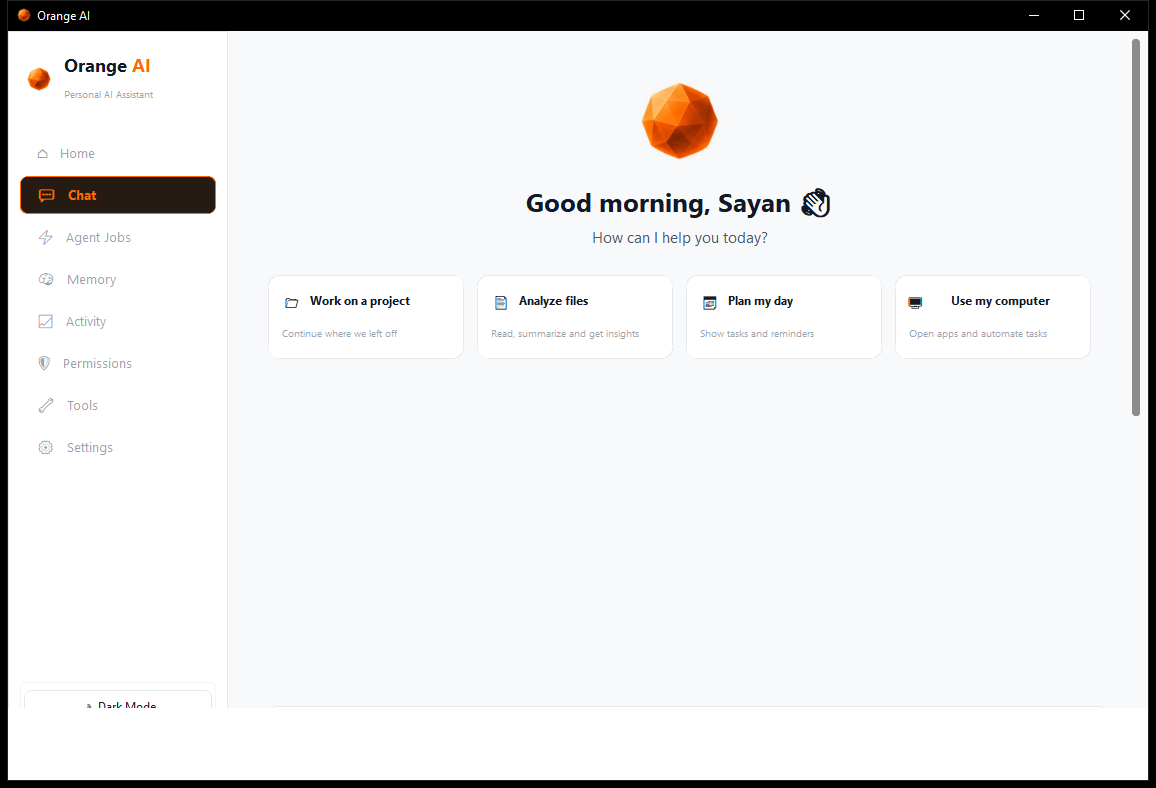 Orange AI
Orange AI
Personal AI Assistant
Home
Chat
Agent Jobs
Memory
Activity
Permissions
Tools
Settings
Dark Mode
Good morning, Sayan 👋
How can I help you today?
Work on a project
Continue where we left off
Analyze files
Read, summarize and get insights
Plan my day
Show tasks and reminders
Use my computer
Open apps and automate tasks